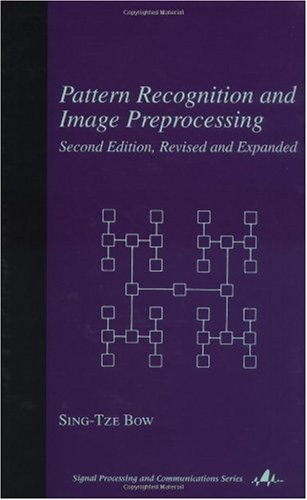 Pattern Recognition and
Image Preprocessing
Second Edition, Revised and Expanded
SING-TZE BOW
Signal Processing and Communications Series